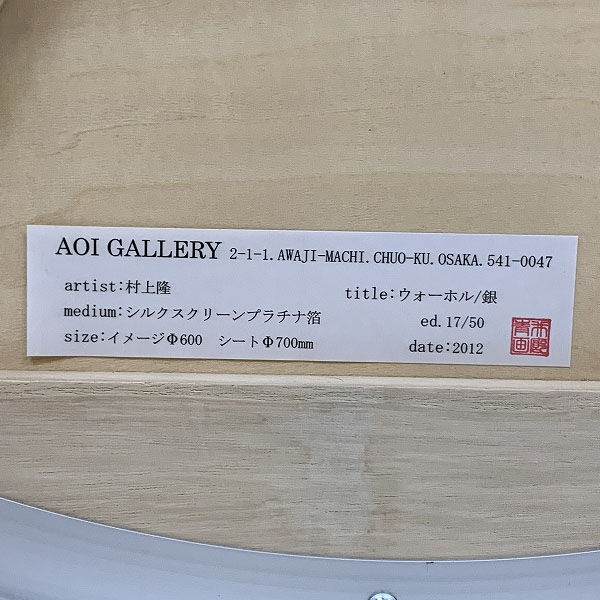 AOI GALLERY 2-1-1.AWAJI-MACHI.CHUO-KU.OSAKA.541-0047
artist:村上隆 title:ウォーホル/銀
medium:シルクスクリーンプラチナ箔 ed.17/50
size:イメージΦ600 シートΦ700mm date:2012